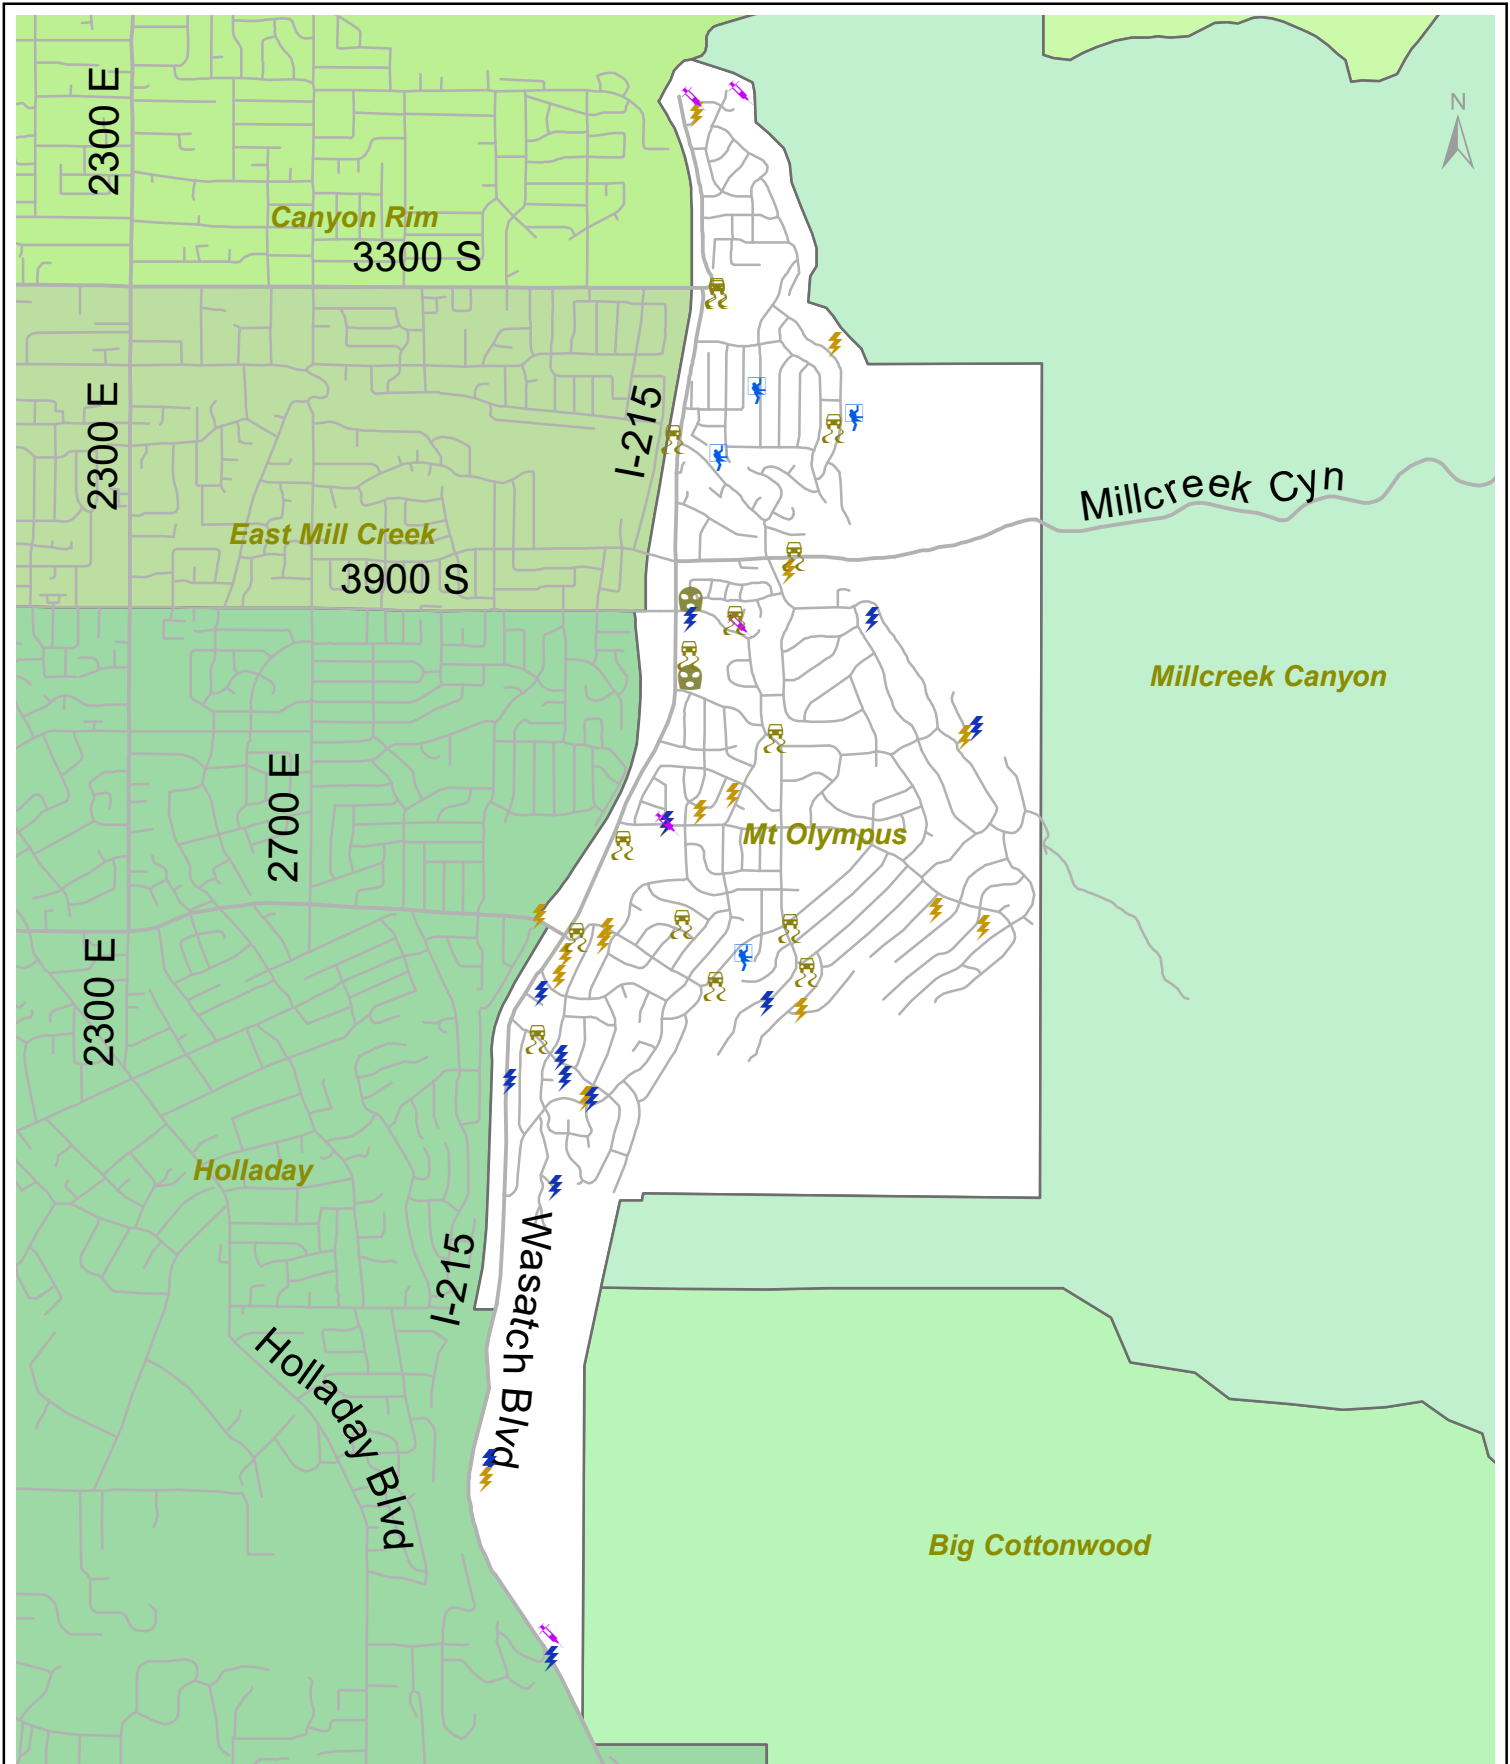 N
2300 E
Canyon Rim
3300 S
I-215
2300 E
Millcreek Cyn
East Mill Creek
3900 S
Millcreek Canyon
2700 E
Mt Olympus
2300 E
Holladay
I-215
Wasatch Blvd
Holladay Blvd
Big Cottonwood